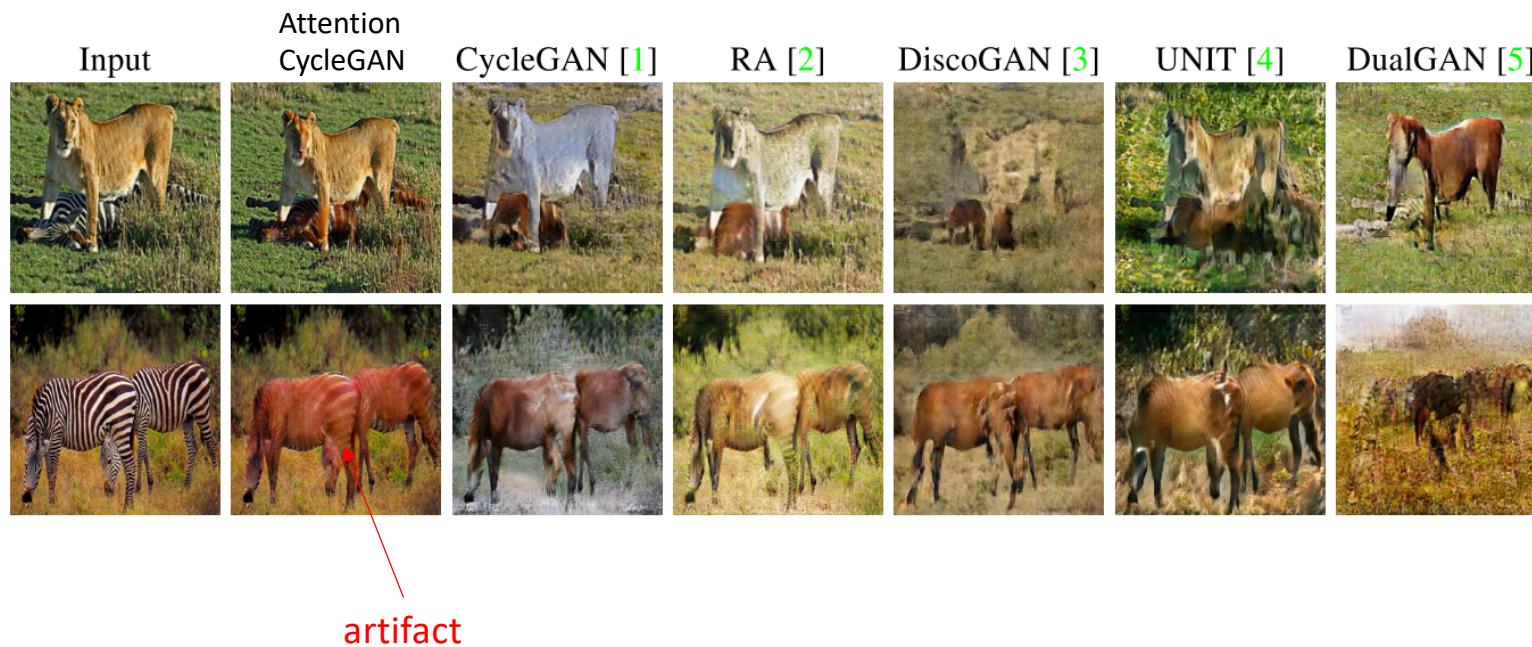 Input
Attention
CycleGAN
CycleGAN [1]
RA [2]
DiscoGAN [3]
UNIT [4]
DualGAN [5]
artifact